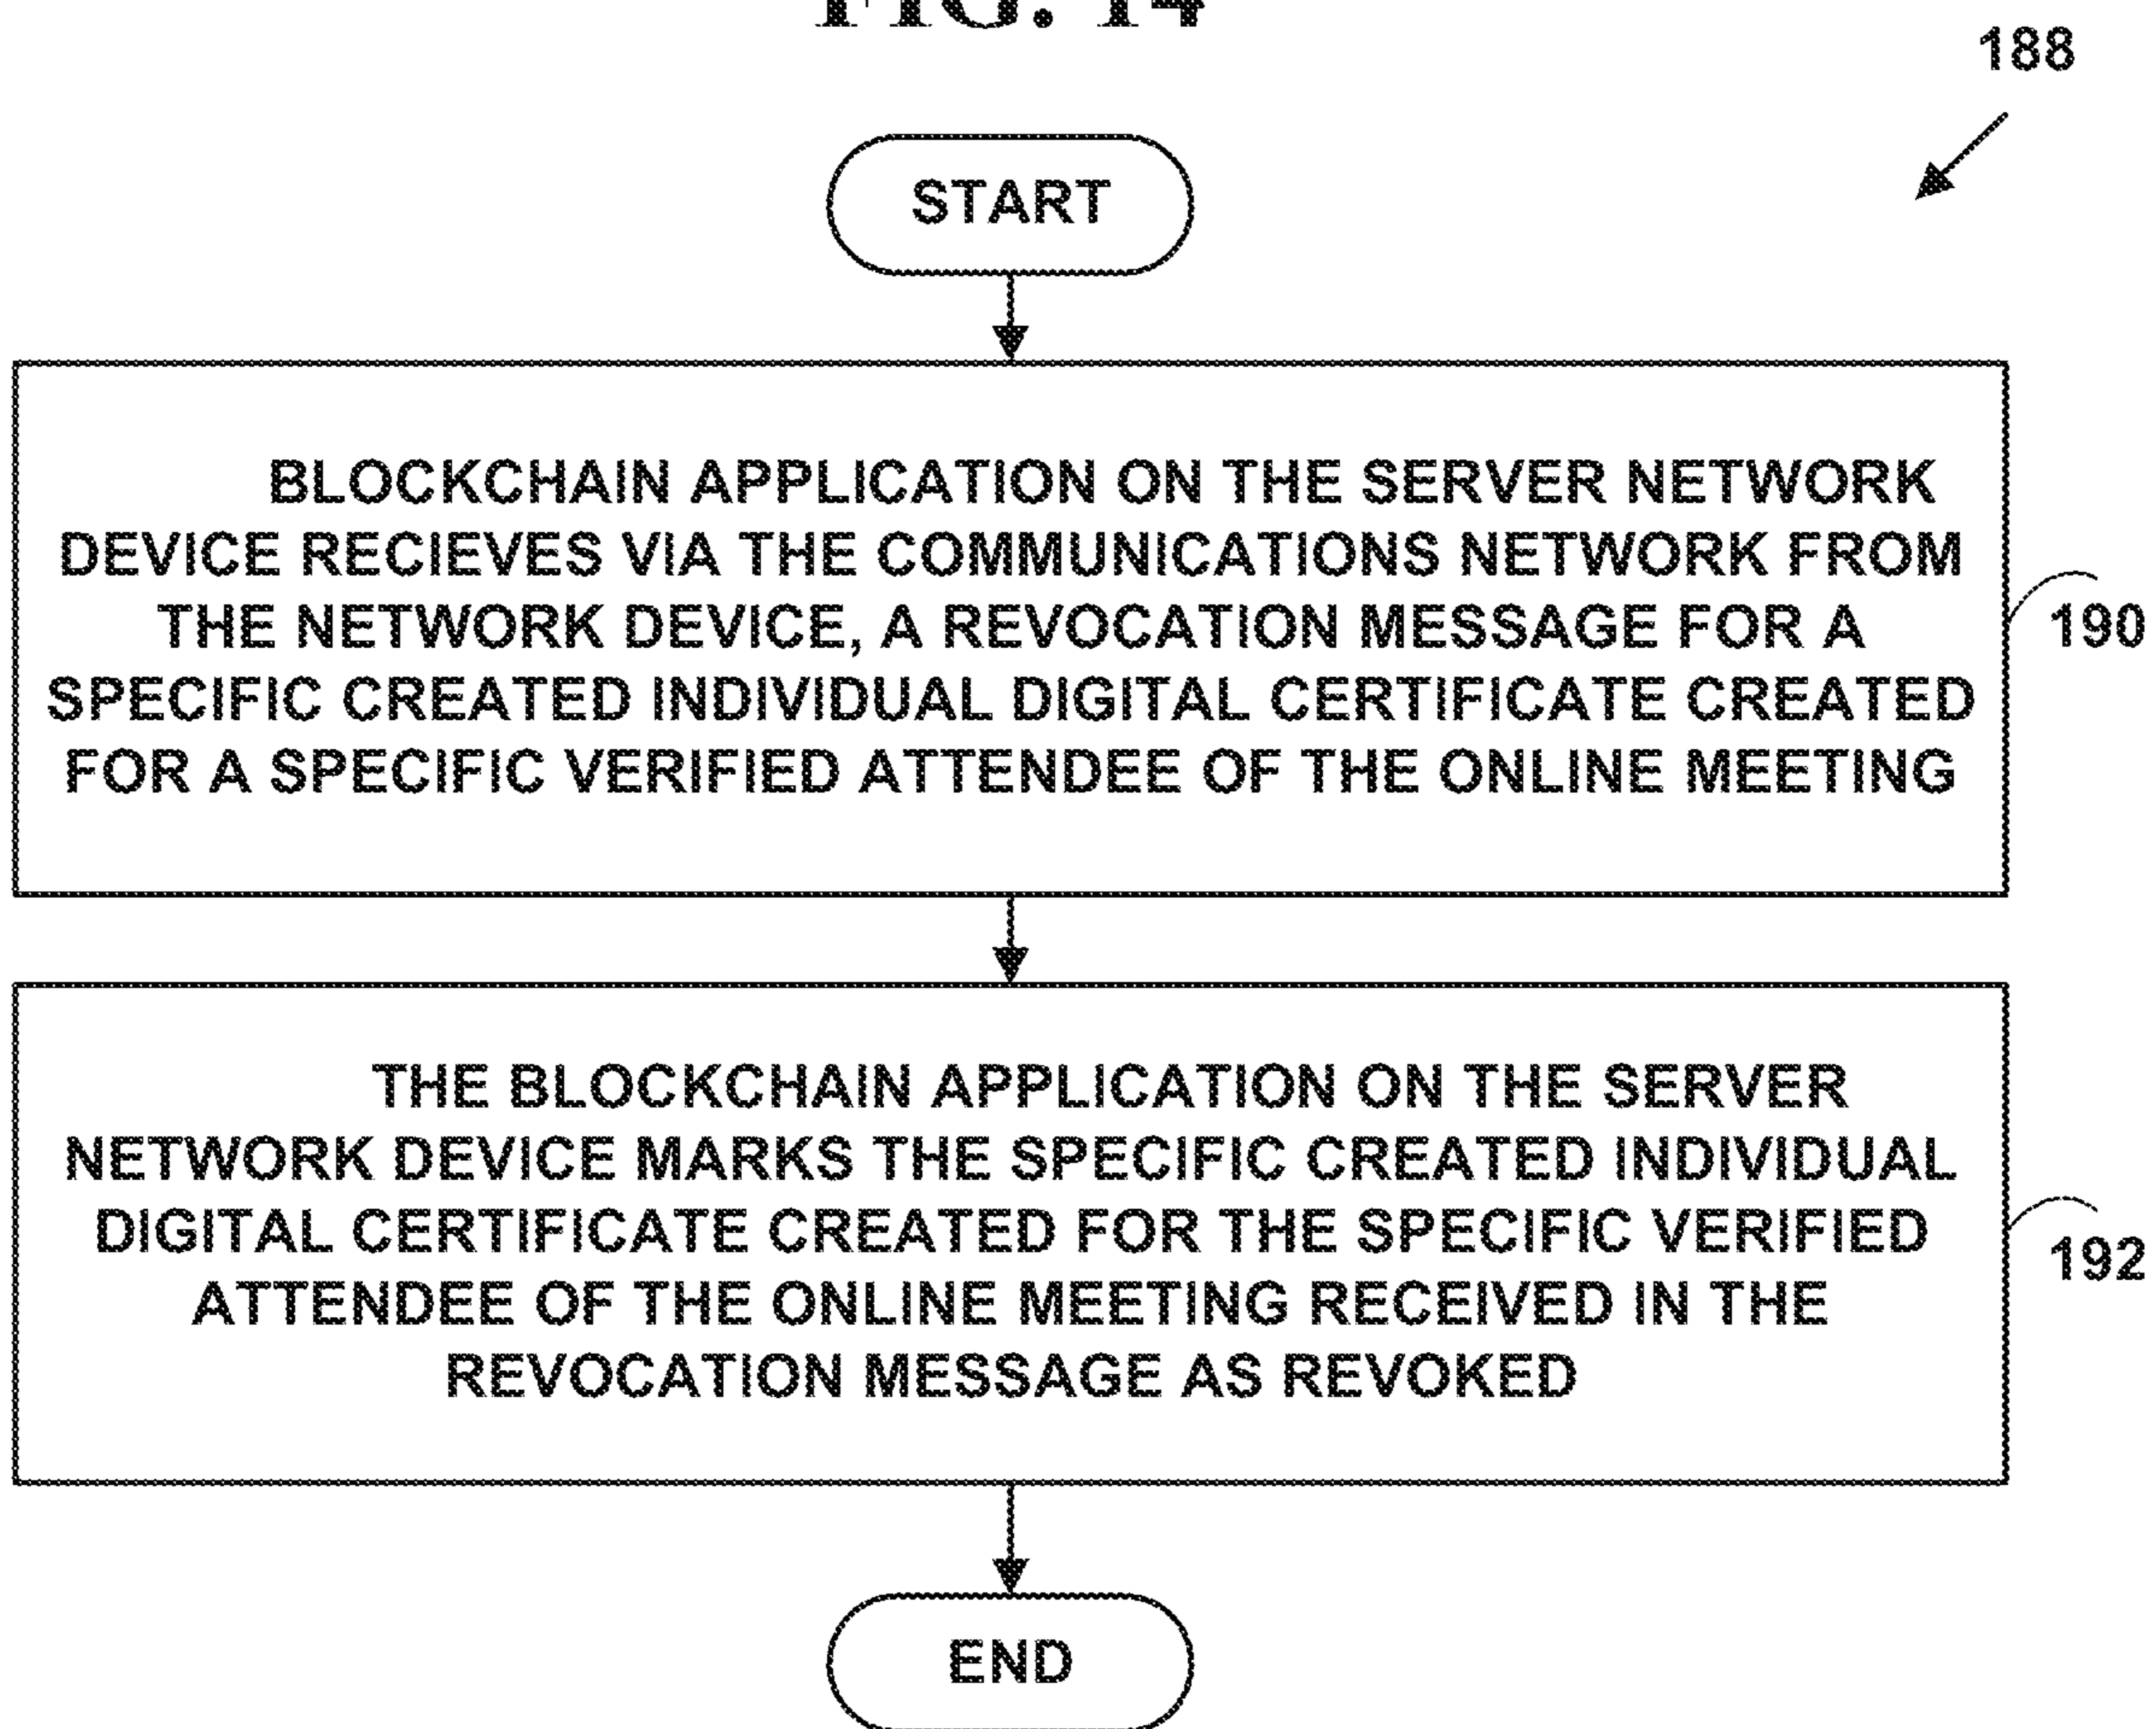 FIG. 14
188
START
BLOCKCHAIN APPLICATION ON THE SERVER NETWORK
DEVICE RECIEVES VIA THE COMMUNICATIONS NETWORK FROM
THE NETWORK DEVICE, A REVOCATION MESSAGE FOR A
SPECIFIC CREATED INDIVIDUAL DIGITAL CERTIFICATE CREATED
FOR A SPECIFIC VERIFIED ATTENDEE OF THE ONLINE MEETING
190
THE BLOCKCHAIN APPLICATION ON THE SERVER
NETWORK DEVICE MARKS THE SPECIFIC CREATED INDIVIDUAL
DIGITAL CERTIFICATE CREATED FOR THE SPECIFIC VERIFIED
ATTENDEE OF THE ONLINE MEETING RECEIVED IN THE
REVOCATION MESSAGE AS REVOKED
192
END